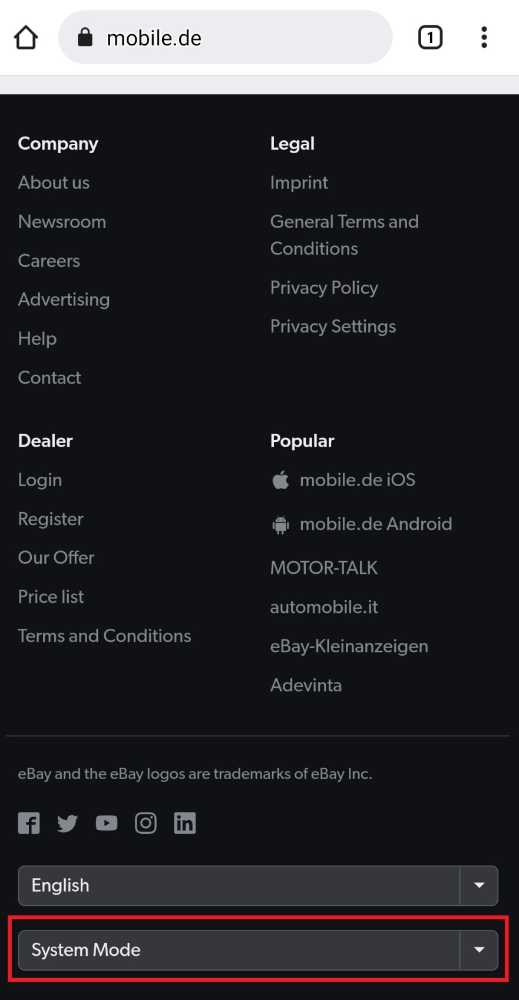 mobile.de
1
Company
About us
Newsroom
Careers
Advertising
Help
Contact
Legal
Imprint
General Terms and
Conditions
Privacy Policy
Privacy Settings
Dealer
Login
Register
Our Offer
Price list
Terms and Conditions
Popular
mobile.de iOS
mobile.de Android
MOTOR-TALK
automobile.it
eBay-Kleinanzeigen
Adevinta
eBay and the eBay logos are trademarks of eBay Inc.
English
System Mode